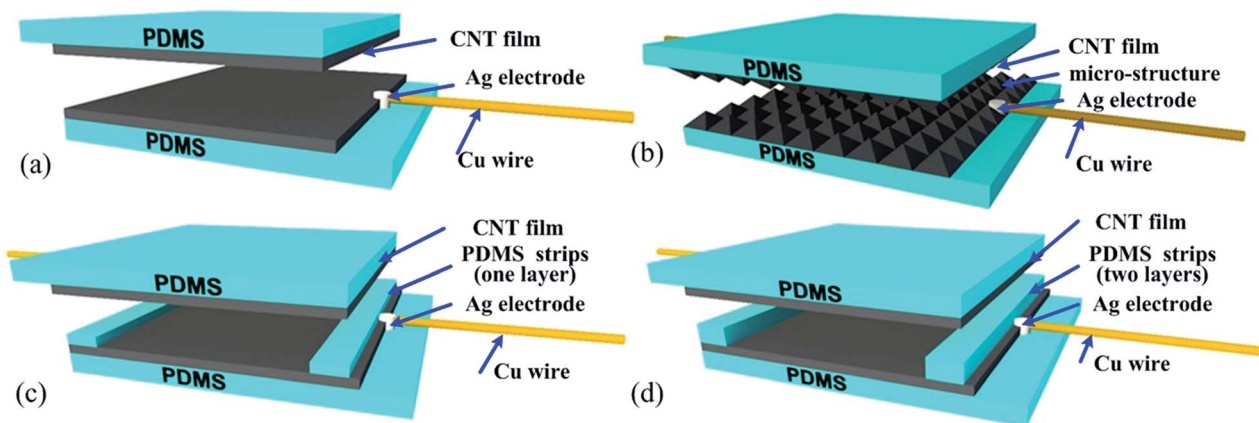 PDMS
CNT film
Ag electrode
PDMS
Cu wire
(a)
PDMS
CNT film
micro-structure
Ag electrode
PDMS
Cu wire
(b)
PDMS
CNT film
PDMS strips
(one layer)
Ag electrode
PDMS
Cu wire
(c)
PDMS
CNT film
PDMS strips
(two layers)
Ag electrode
PDMS
Cu wire
(d)